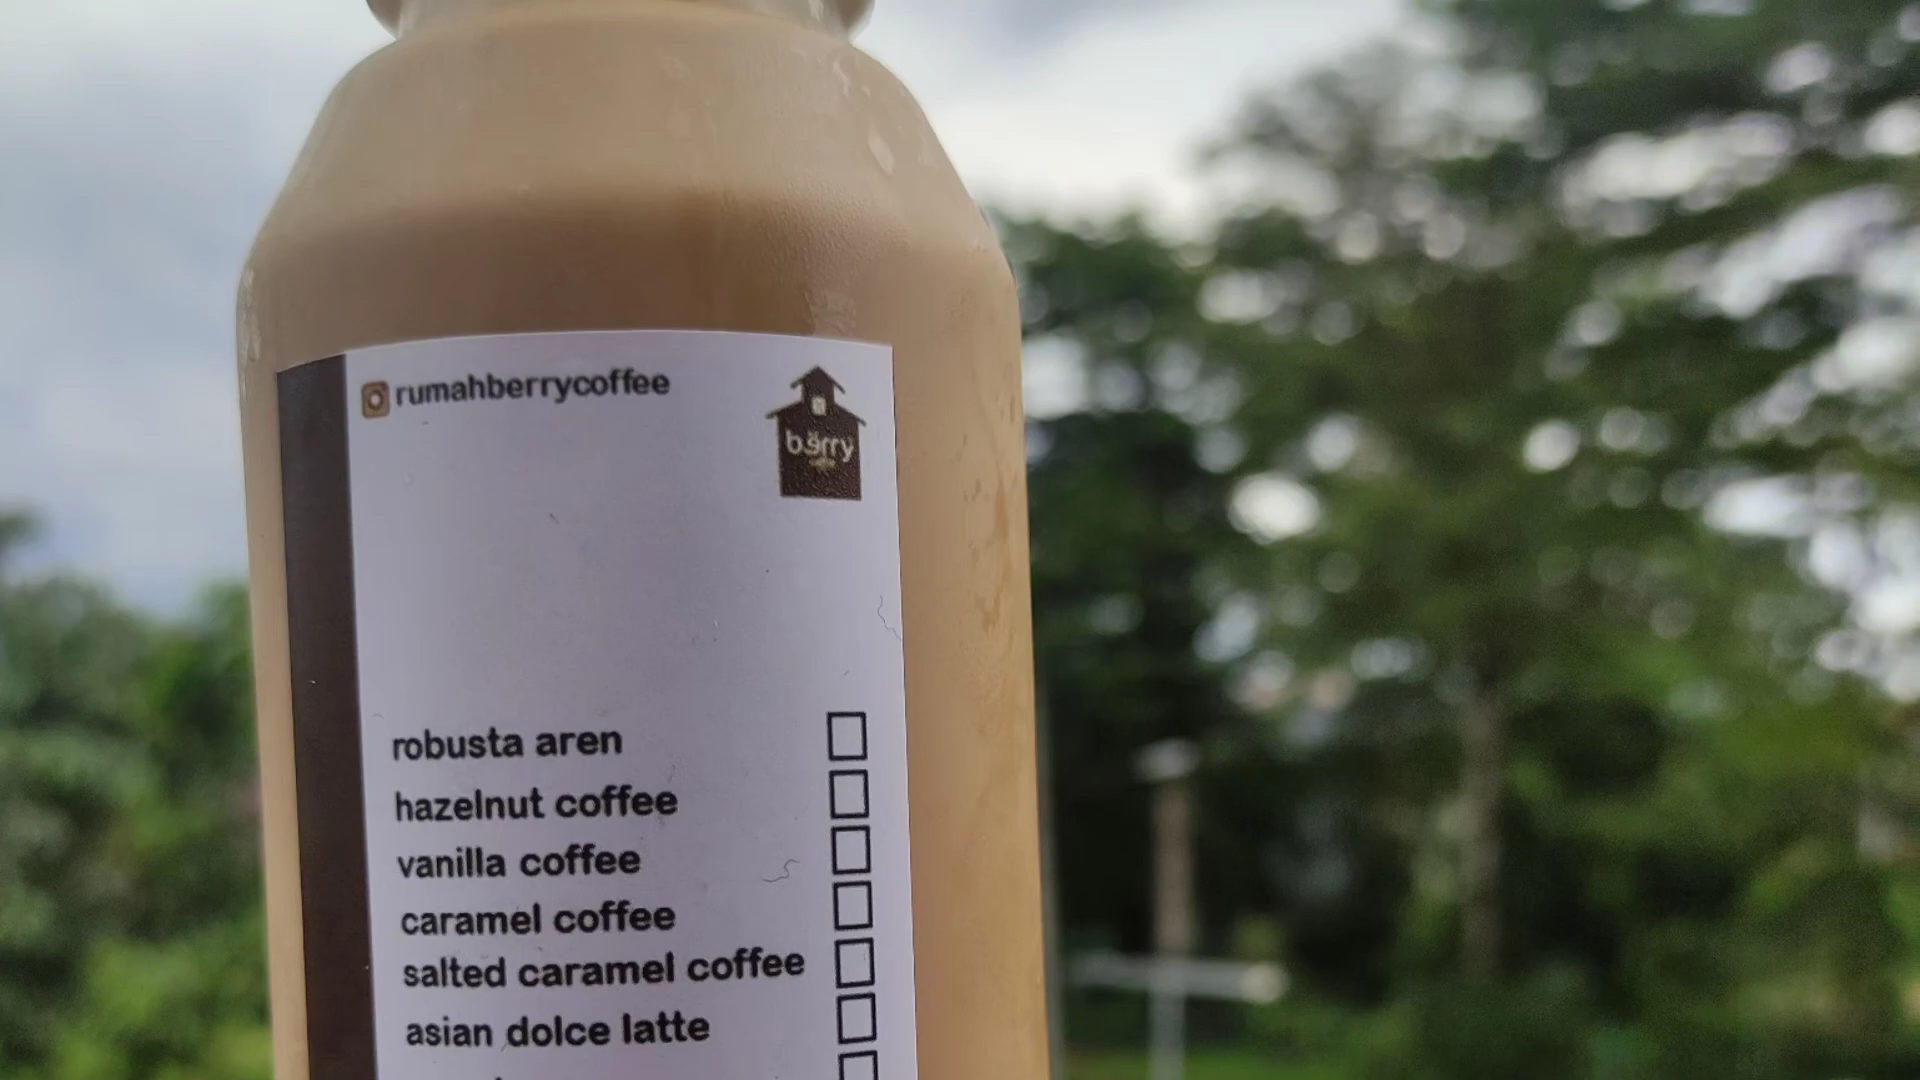 rumahberrycoffee
berry
robusta aren
hazelnut coffee
vanilla coffee
caramel coffee
salted caramel coffee
asian dolce latte